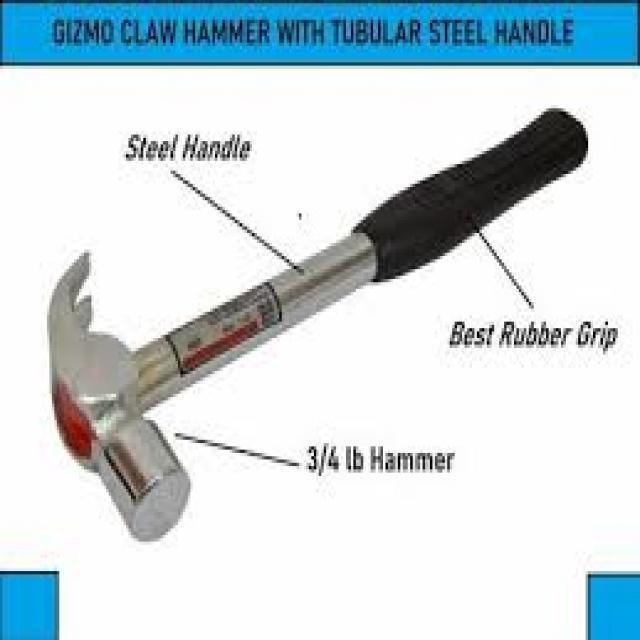 GIZMO CLAW HAMMER WITH TUBULAR STEEL HANDLE
Steel Handle
Best Rubber Grip
3/4 lb Hammer